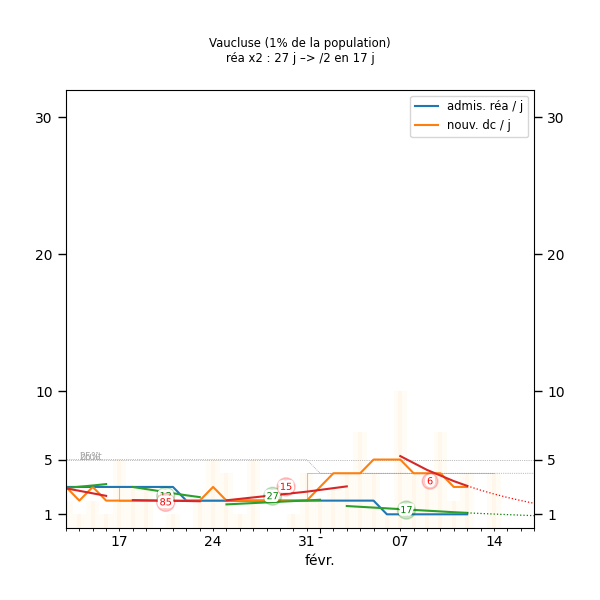 Vaucluse (1% de la population)
réa x2 : 27 j –> /2 en 17 j
admis. réa / j
nouv. dc / j
30 30
20 20
10 10
5 5
1 1
85
27
15
17
6
17 24 31 07 14
févr.